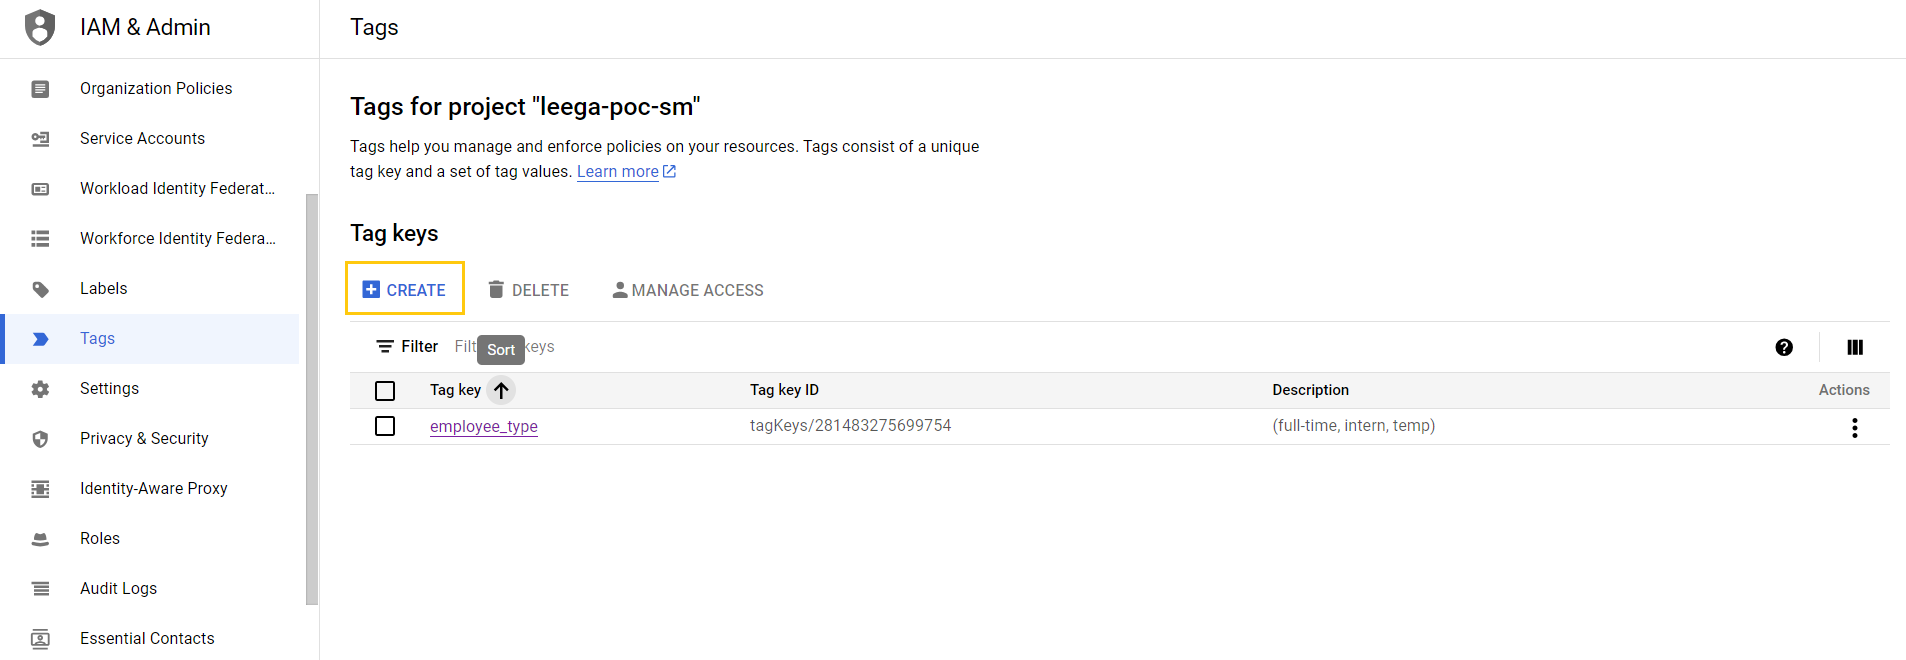 IAM & Admin
Tags
Organization Policies
Service Accounts
Workload Identity Federat...
Workforce Identity Federa...
Labels
Tags
Settings
Privacy & Security
Identity-Aware Proxy
Roles
Audit Logs
Essential Contacts
Tags for project "leega-poc-sm"
Tags help you manage and enforce policies on your resources. Tags consist of a unique
tag key and a set of tag values. Learn more
Tag keys
CREATE DELETE MANAGE ACCESS
Filter Filt keys
Sort
Tag key Tag key ID Description Actions
employee_type tagKeys/281483275699754 (full-time, intern, temp)